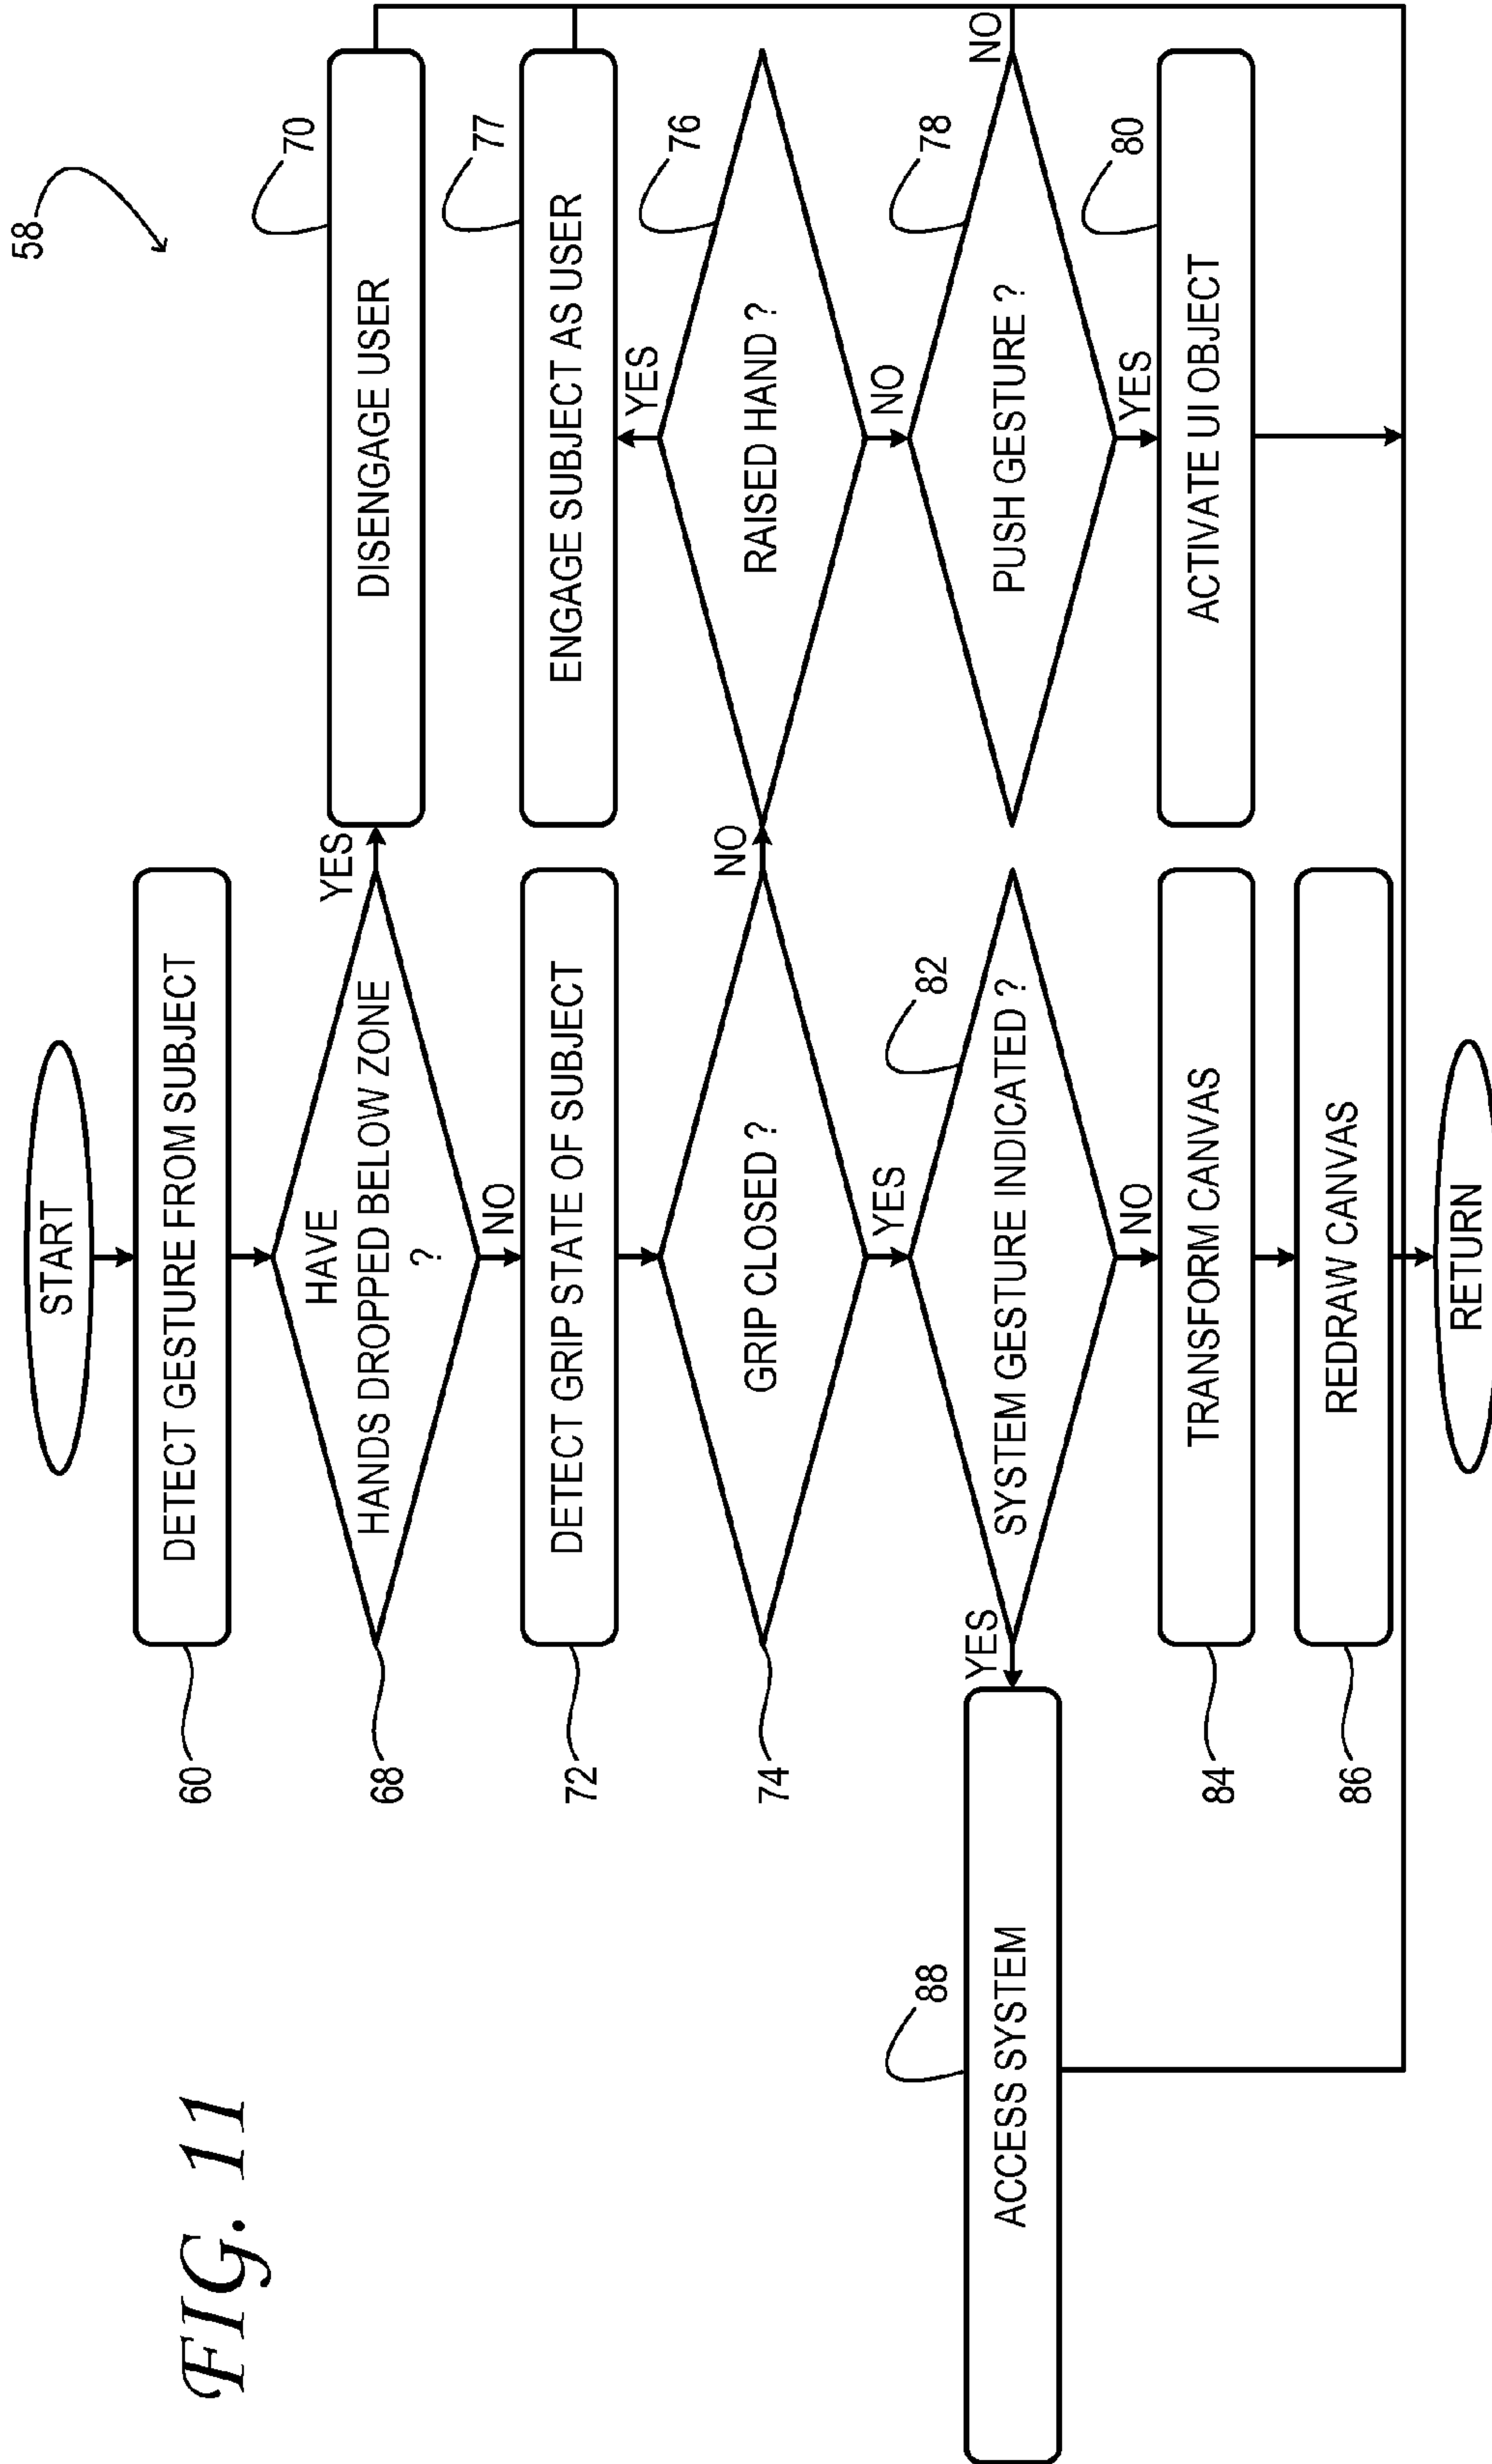 FIG. 11
58
START
60
DETECT GESTURE FROM SUBJECT
68
HAVE
HANDS DROPPED BELOW ZONE
?
YES
70
DISENGAGE USER
NO
72
DETECT GRIP STATE OF SUBJECT
77
ENGAGE SUBJECT AS USER
YES
74
GRIP CLOSED ?
NO
76
RAISED HAND ?
YES
NO
88
ACCESS SYSTEM
YES
82
SYSTEM GESTURE INDICATED ?
78
PUSH GESTURE ?
NO
NO
YES
84
TRANSFORM CANVAS
80
ACTIVATE UI OBJECT
86
REDRAW CANVAS
RETURN